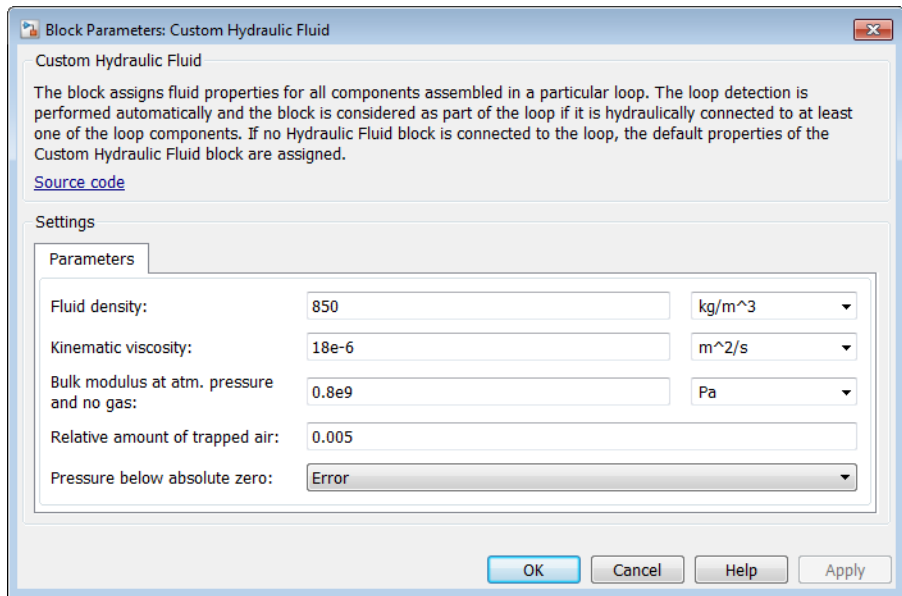 Block Parameters: Custom Hydraulic Fluid
Custom Hydraulic Fluid
The block assigns fluid properties for all components assembled in a particular loop. The loop detection is
performed automatically and the block is considered as part of the loop if it is hydraulically connected to at least
one of the loop components. If no Hydraulic Fluid block is connected to the loop, the default properties of the
Custom Hydraulic Fluid block are assigned.
Source code
Settings
Parameters
Fluid density: 850 kg/m^3
Kinematic viscosity: 18e-6 m^2/s
Bulk modulus at atm. pressure
and no gas: 0.8e9 Pa
Relative amount of trapped air: 0.005
Pressure below absolute zero: Error
OK Cancel Help Apply